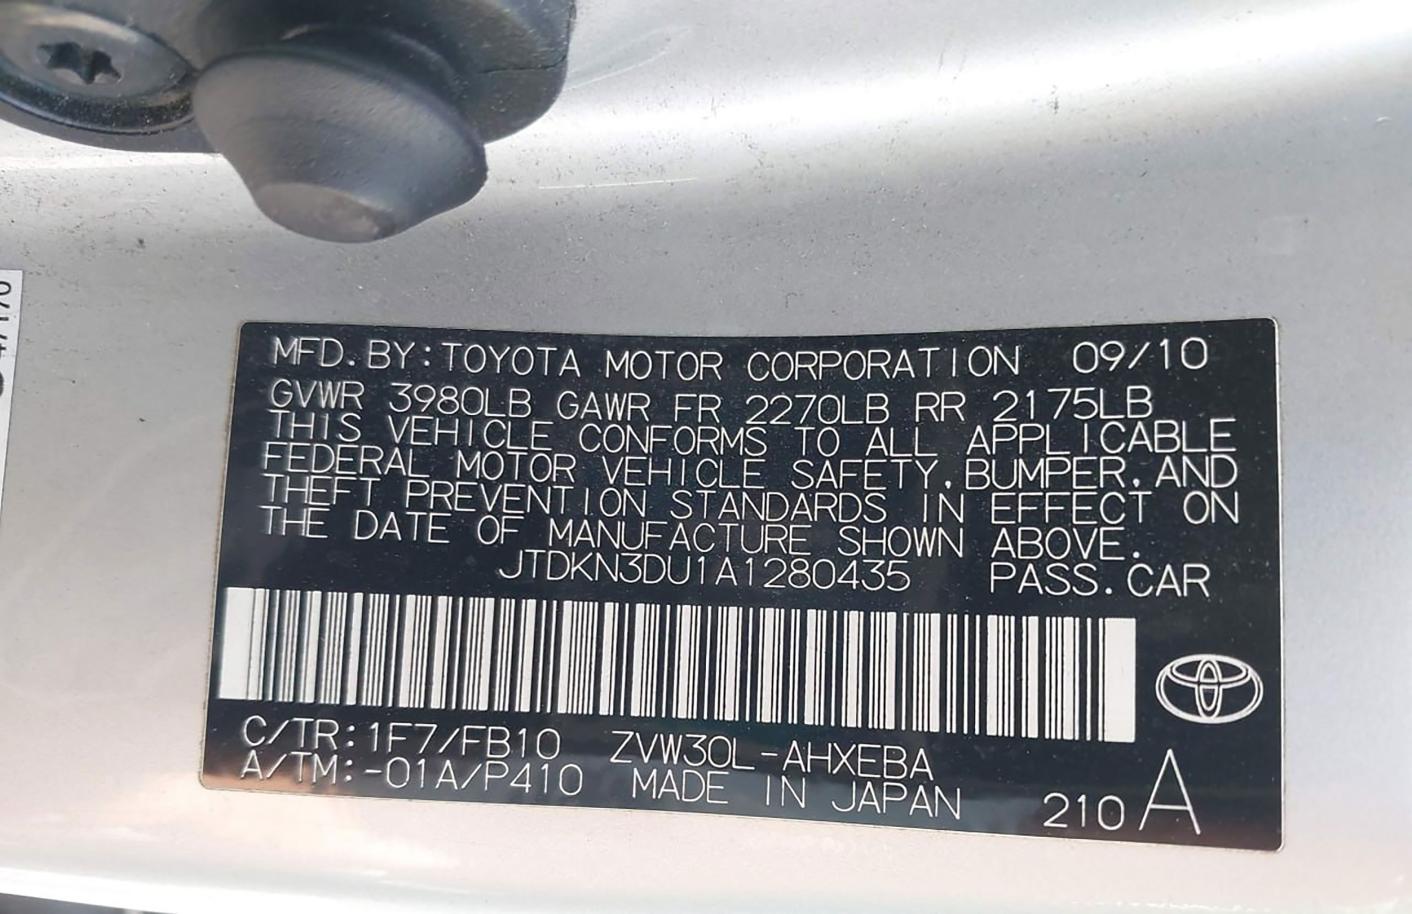 MFD. BY: TOYOTA MOTOR CORPORATION 09/10
GVWR 3980LB GAWR FR 2270LB RR 2175LB
THIS VEHICLE CONFORMS TO ALL APPLICABLE
FEDERAL MOTOR VEHICLE SAFETY, BUMPER, AND
THEFT PREVENTION STANDARDS IN EFFECT ON
THE DATE OF MANUFACTURE SHOWN ABOVE.
JTDKN3DU1A1280435 PASS. CAR
C/TR: 1F7/FB10 ZVW30L-AHXEBA
A/TM: -01A/P410 MADE IN JAPAN 210 A